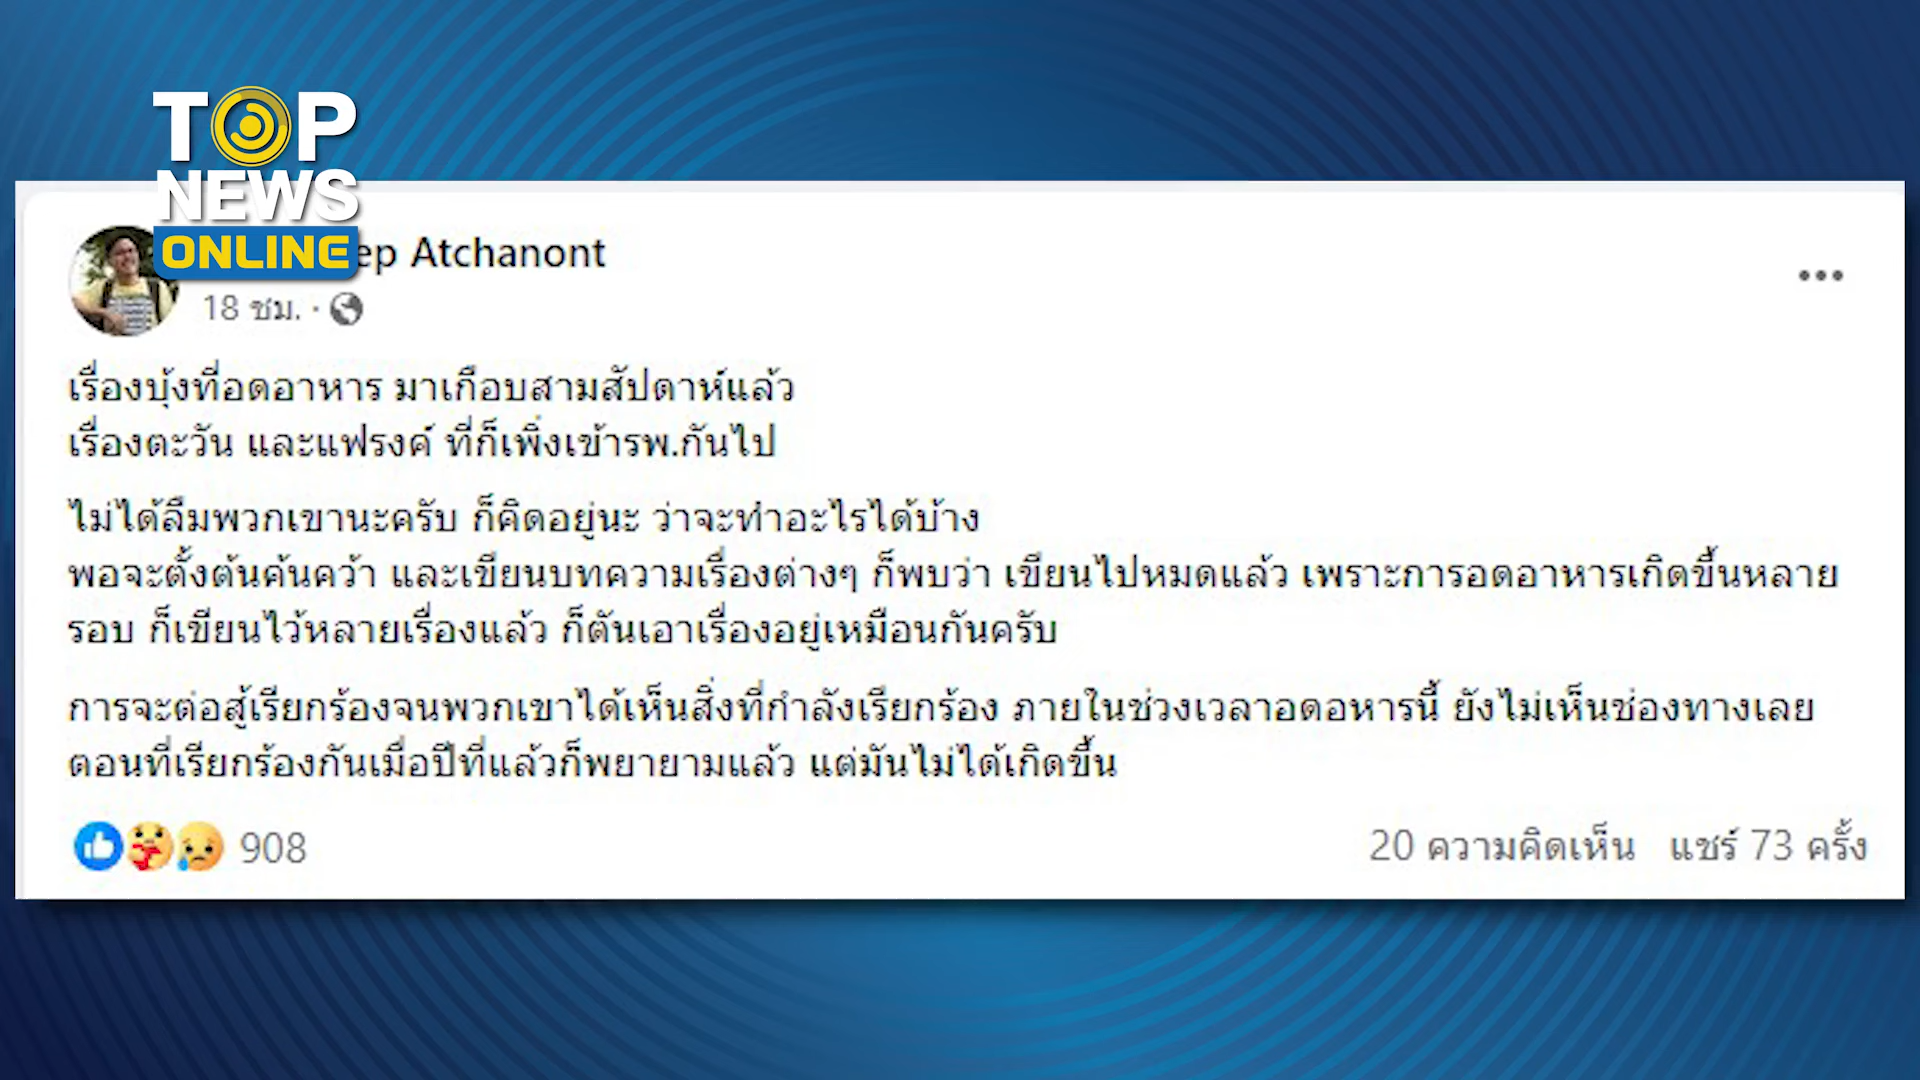 TOP
NEWS
ONLINE
Atchanont
18 ชม.
เรื่องบุ้งที่อดอาหาร มาเกือบสามสัปดาห์แล้ว
เรื่องตะวัน และแฟรงค์ ที่ก็เพิ่งเข้ารพ.กันไป
ไม่ได้ลืมพวกเขานะครับ ก็คิดอยู่นะ ว่าจะทำอะไรได้บ้าง
พอจะตั้งต้นค้นคว้า และเขียนบทความเรื่องต่างๆ ก็พบว่า เขียนไปหมดแล้ว เพราะการอดอาหารเกิดขึ้นหลาย
รอบ ก็เขียนไว้หลายเรื่องแล้ว ก็ตันเอาเรื่องอยู่เหมือนกันครับ
การจะต่อสู้เรียกร้องจนพวกเขาได้เห็นสิ่งที่กำลังเรียกร้อง ภายในช่วงเวลาอดอหารนี้ ยังไม่เห็นช่องทางเลย
ตอนที่เรียกร้องกันเมื่อปีที่แล้วก็พยายามแล้ว แต่มันไม่ได้เกิดขึ้น
908
20 ความคิดเห็น แชร์ 73 ครั้ง